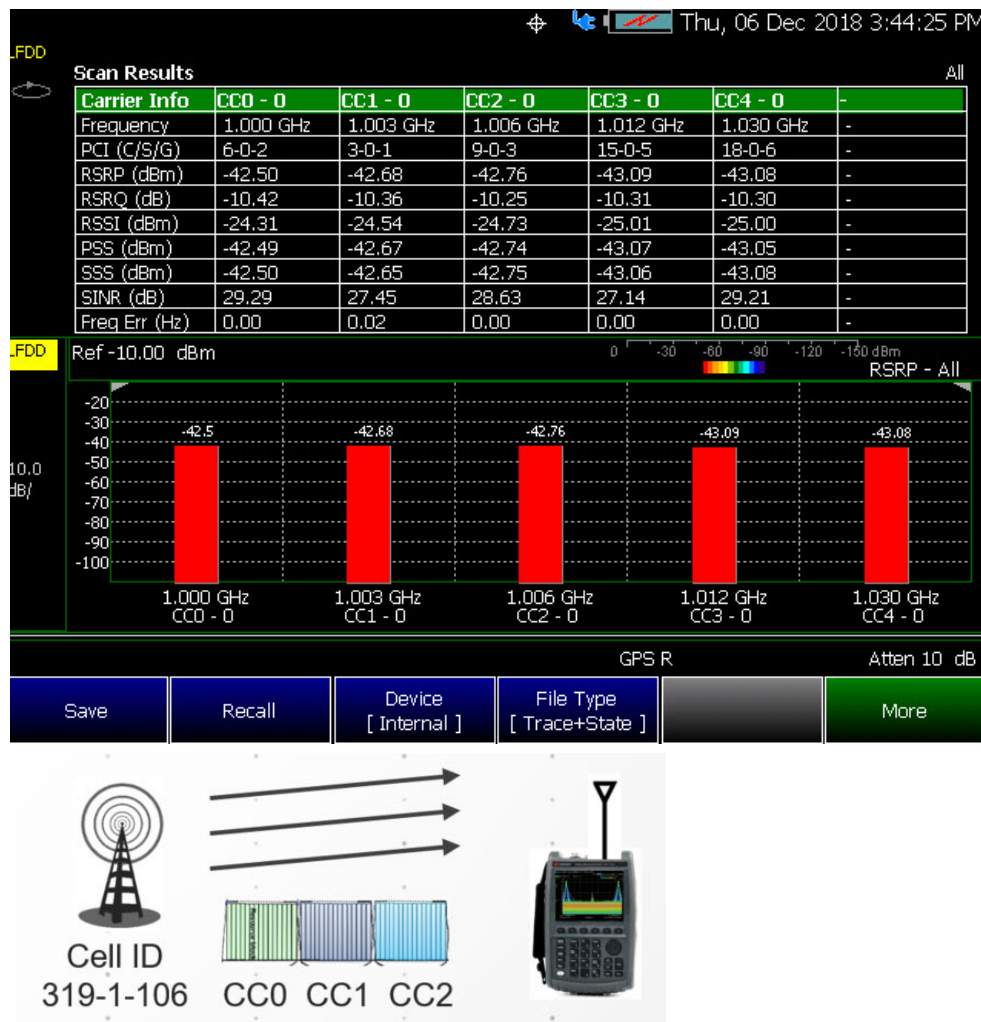 Thu, 06 Dec 2018 3:44:25 PM
LFDD
Scan Results All
Carrier Info CC0 - 0 CC1 - 0 CC2 - 0 CC3 - 0 CC4 - 0 -
Frequency 1.000 GHz 1.003 GHz 1.006 GHz 1.012 GHz 1.030 GHz -
PCI (C/S/G) 6-0-2 3-0-1 9-0-3 15-0-5 18-0-6 -
RSRP (dBm) -42.50 -42.68 -42.76 -43.09 -43.08 -
RSRQ (dB) -10.42 -10.36 -10.25 -10.31 -10.30 -
RSSI (dBm) -24.31 -24.54 -24.73 -25.01 -25.00 -
PSS (dBm) -42.49 -42.67 -42.74 -43.07 -43.05 -
SSS (dBm) -42.50 -42.65 -42.75 -43.06 -43.08 -
SINR (dB) 29.29 27.45 28.63 27.14 29.21 -
Freq Err (Hz) 0.00 0.02 0.00 0.00 0.00 -
LFDD Ref -10.00 dBm 0 -30 -60 -90 -120 -150 dBm
RSRP - All
-20
-30
-42.5 -42.68 -42.76 -43.09 -43.08
-40
-50
10.0
dB/
-60
-70
-80
-90
-100
1.000 GHz 1.003 GHz 1.006 GHz 1.012 GHz 1.030 GHz
CC0 - 0 CC1 - 0 CC2 - 0 CC3 - 0 CC4 - 0
GPS R Atten 10 dB
Save Recall Device File Type More
[ Internal ] [ Trace+State ]
Cell ID
319-1-106 CC0 CC1 CC2